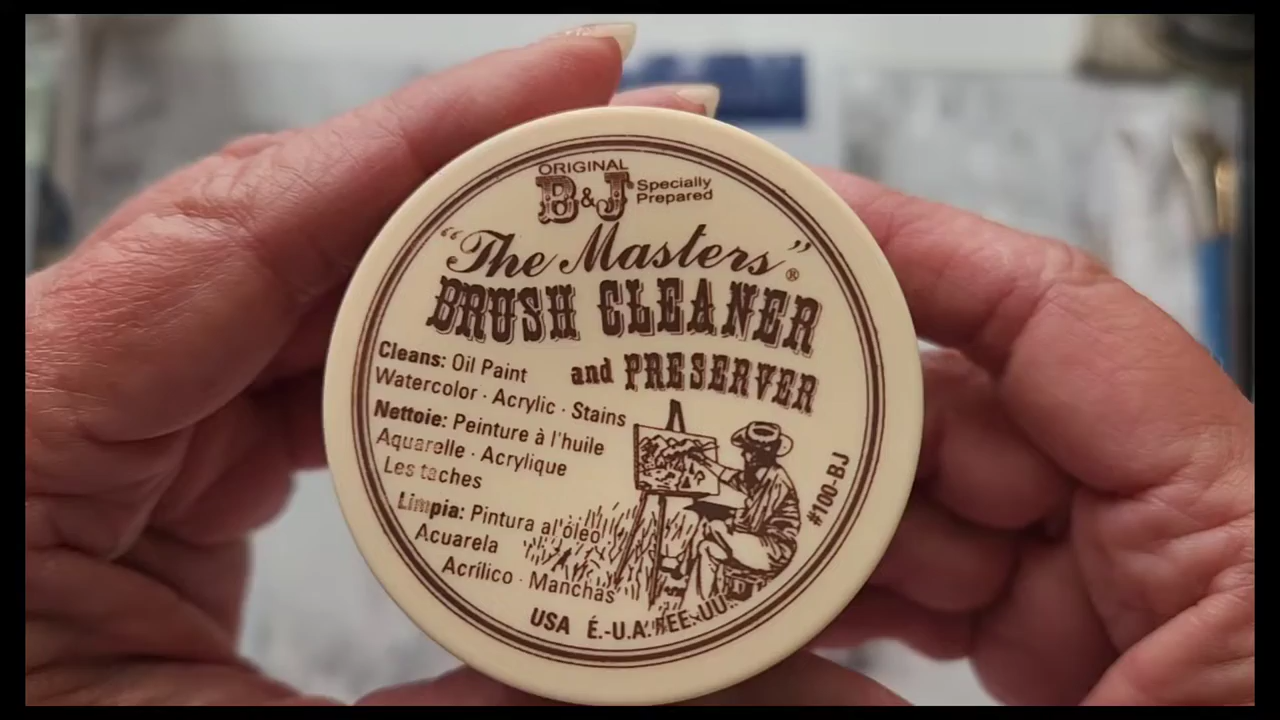 ORIGINAL
B&J Specially
Prepared
"The Masters"®
BRUSH CLEANER
and PRESERVER
Cleans: Oil Paint
Watercolor · Acrylic · Stains
Nettoie: Peinture à l'huile
Aquarelle · Acrylique
Les taches
Limpia: Pintura al óleo
Acuarela
Acrílico · Manchas
#100-BJ
USA É.-U.A. EE.UU.